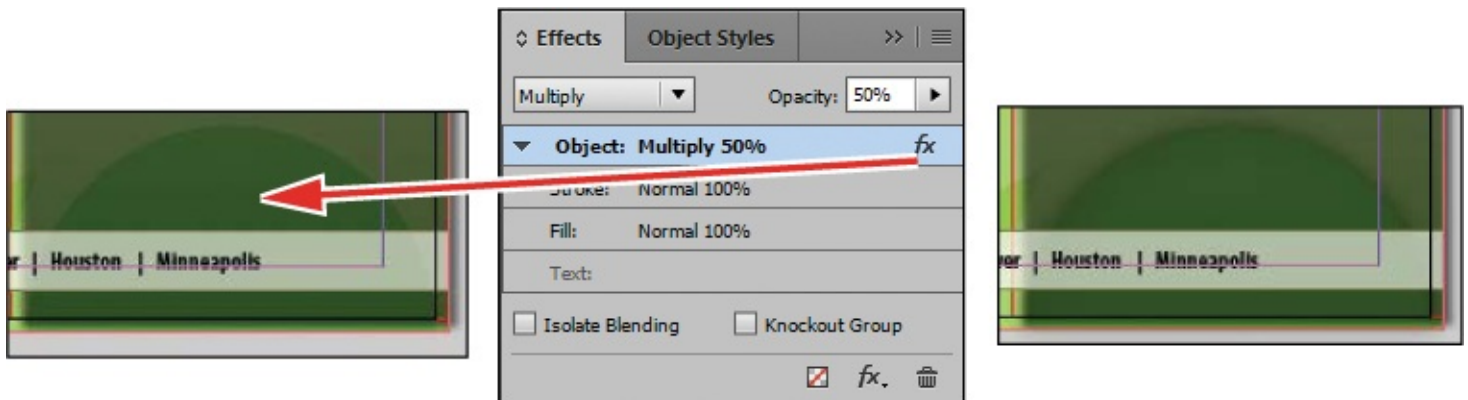 Effects Object Styles
Multiply Opacity: 50%
Object: Multiply 50% fx
Normal 100%
Fill: Normal 100%
Text:
Isolate Blending Knockout Group
fx.
| Houston | Minneapolis
| Houston | Minneapolis